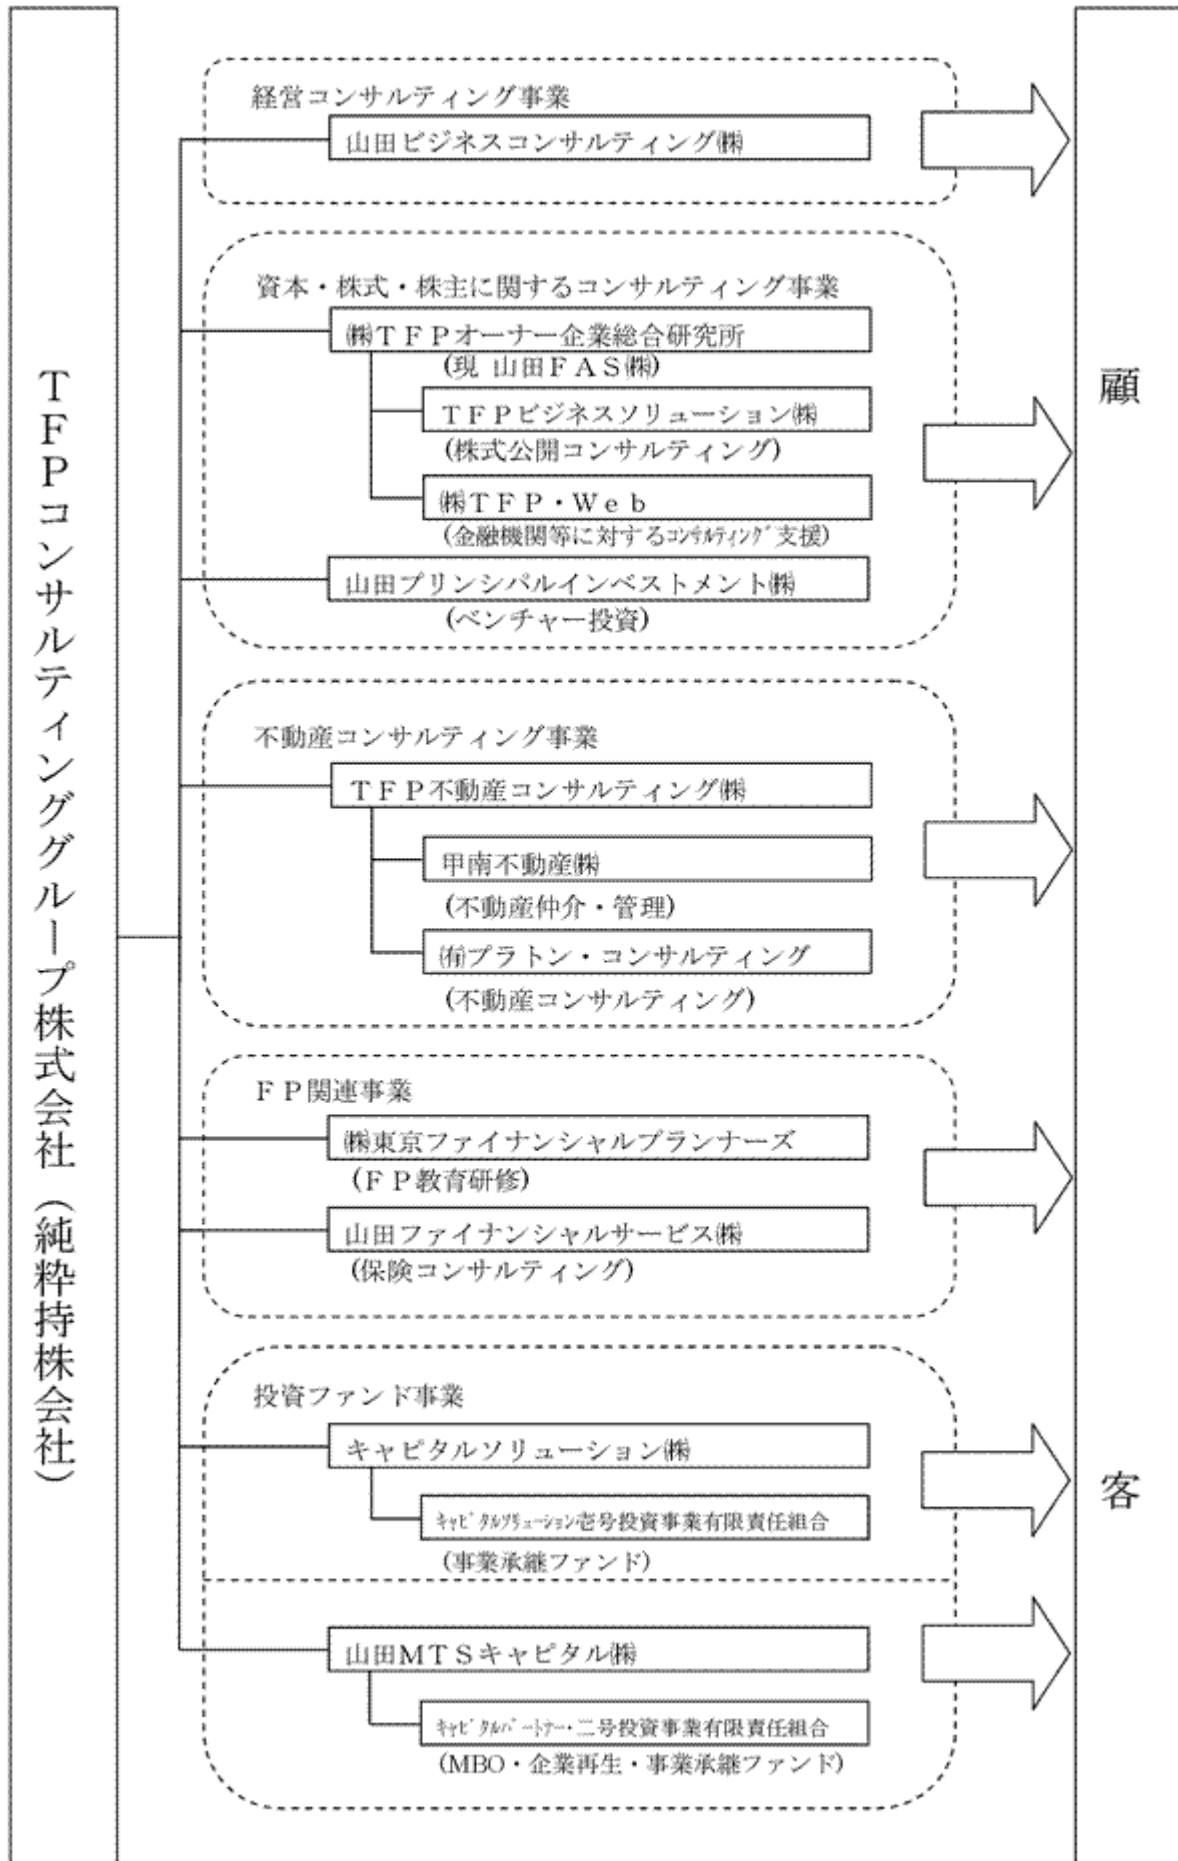 TFPコンサルティンググループ株式会社(純粋持株会社)
経営コンサルティング事業
山田ビジネスコンサルティング㈱
資本・株式・株主に関するコンサルティング事業
㈱TFPオーナー企業総合研究所
(現 山田FAS㈱)
TFPビジネスソリューション㈱
(株式公開コンサルティング)
㈱TFP・Web
(金融機関等に対するコンサルティング支援)
山田プリンシパルインベストメント㈱
(ベンチャー投資)
不動産コンサルティング事業
TFP不動産コンサルティング㈱
甲南不動産㈱
(不動産仲介・管理)
㈲プラトン・コンサルティング
(不動産コンサルティング)
FP関連事業
㈱東京ファイナンシャルプランナーズ
(FP教育研修)
山田ファイナンシャルサービス㈱
(保険コンサルティング)
投資ファンド事業
キャピタルソリューション㈱
キャピタルソリューション壱号投資事業有限責任組合
(事業承継ファンド)
山田MTSキャピタル㈱
キャピタルパートナー・二号投資事業有限責任組合
(MBO・企業再生・事業承継ファンド)
顧客